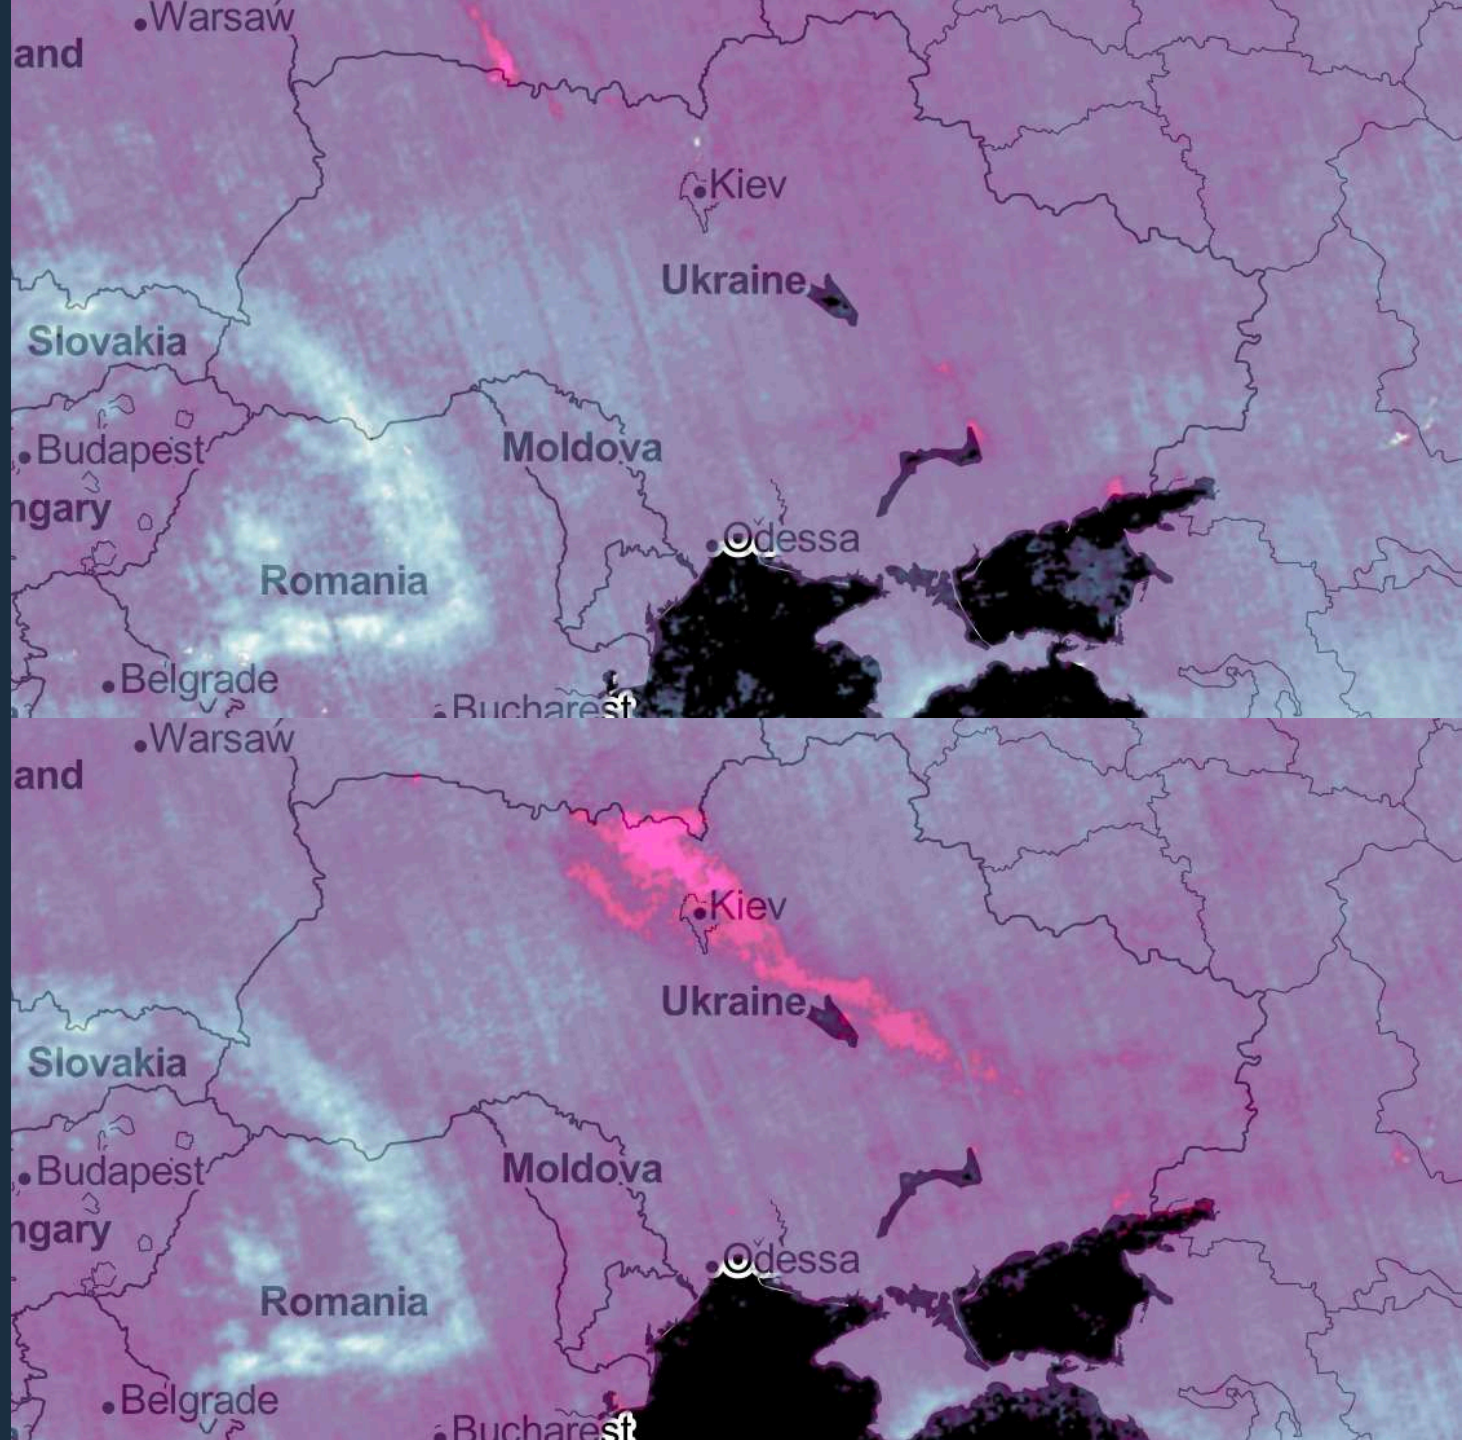 Warsaw
and
Kiev
Ukraine
Slovakia
Budapest
Moldova
ngary
Odessa
Romania
Belgrade
Bucharest
Warsaw
and
Kiev
Ukraine
Slovakia
Budapest
Moldova
ngary
Odessa
Romania
Belgrade
Bucharest